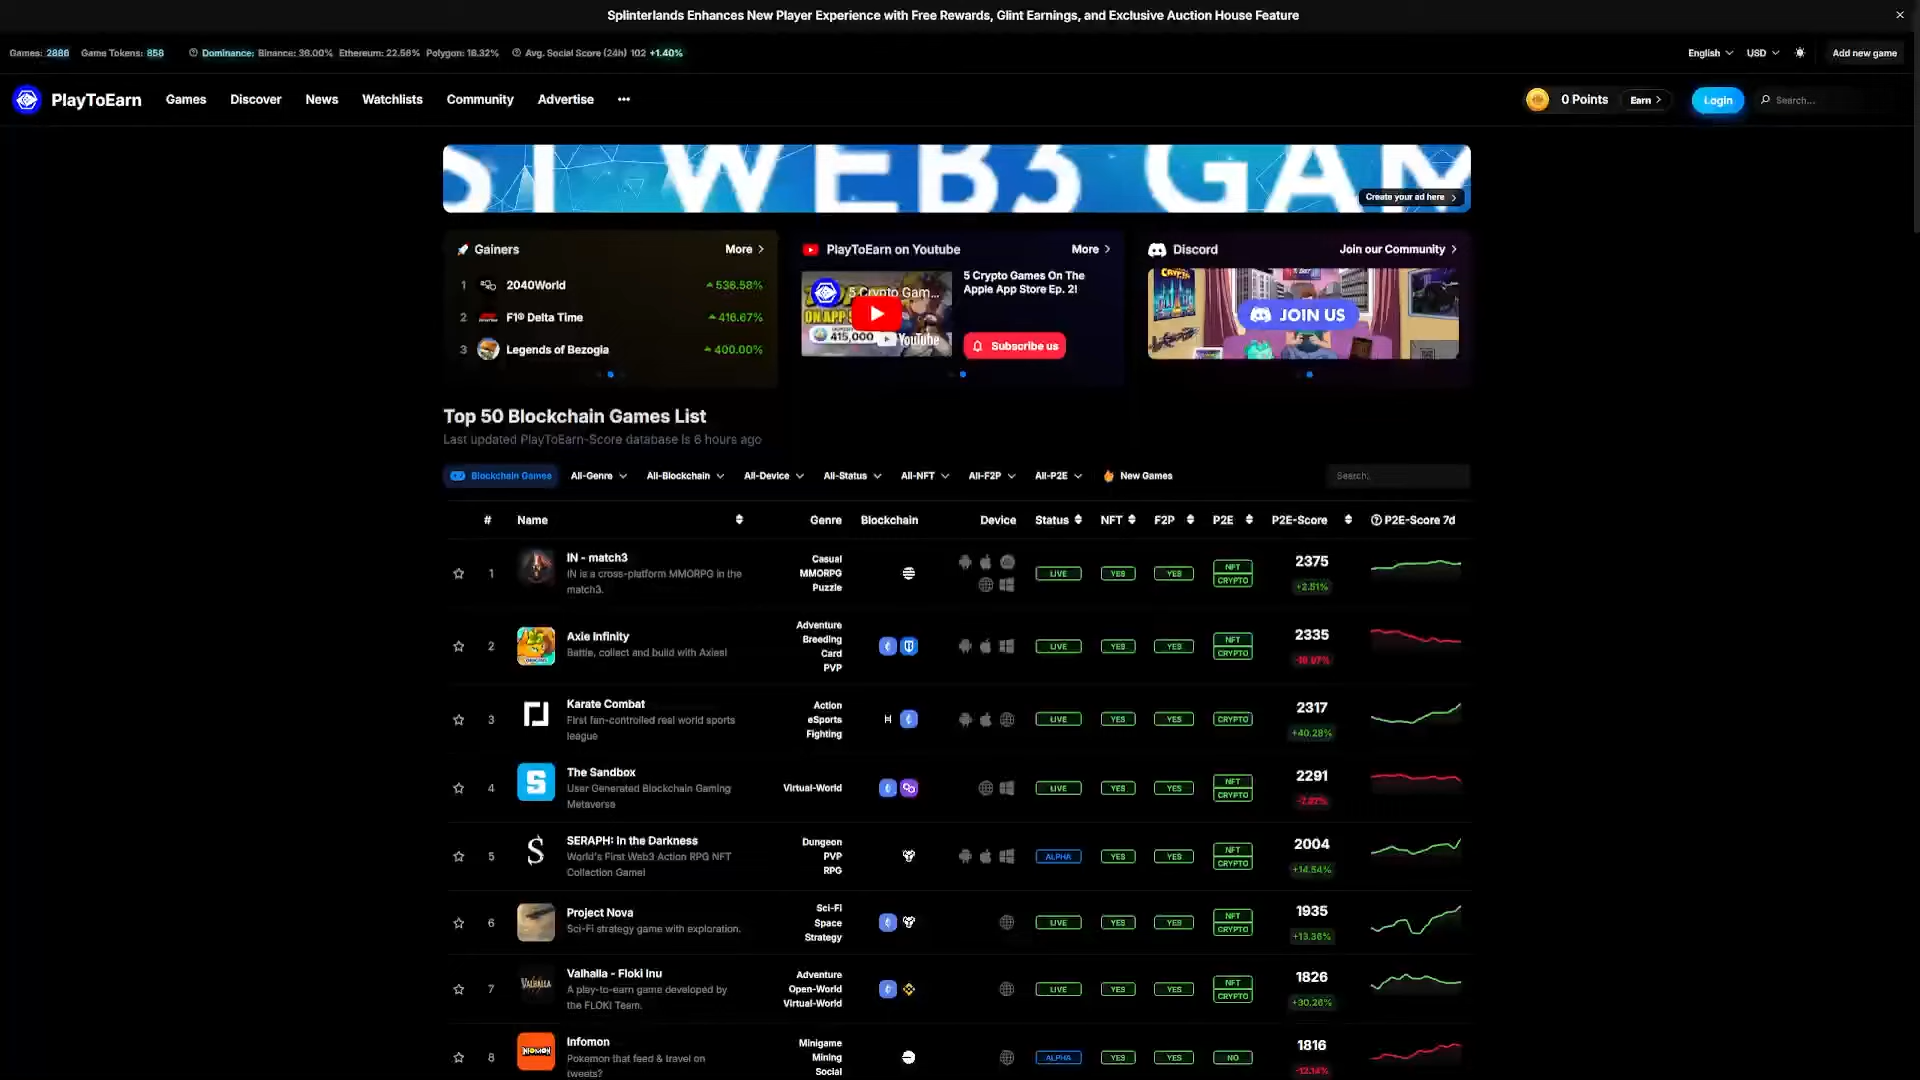 Splinterlands Enhances New Player Experience with Free Rewards, Glint Earnings, and Exclusive Auction House Feature
Games: 2886 Game Tokens: 858 Dominance: Binance: 36.00% Ethereum: 22.56% Polygon: 18.32% Avg. Social Score (24h) 102 +1.40% English USD Add new game
PlayToEarn Games Discover News Watchlists Community Advertise ••• 0 Points Earn Login Search...
ST WEB3 GAM
Create your ad here
Gainers More
1 2040World 536.58%
2 F1® Delta Time 416.67%
3 Legends of Bezogia 400.00%
PlayToEarn on Youtube More
5 Crypto Gam...
ON APP S
415,000
YouTube
5 Crypto Games On The
Apple App Store Ep. 2!
Subscribe us
Discord Join our Community
JOIN US
Top 50 Blockchain Games List
Last updated PlayToEarn-Score database is 6 hours ago
Blockchain Games All-Genre All-Blockchain All-Device All-Status All-NFT All-F2P All-P2E New Games Search:
# Name Genre Blockchain Device Status NFT F2P P2E P2E-Score P2E-Score 7d
1 IN - match3
IN is a cross-platform MMORPG in the
match3.
Casual
MMORPG
Puzzle
LIVE YES YES NFT CRYPTO 2375 +2.51%
2 Axie Infinity
Battle, collect and build with Axies!
Adventure
Breeding
Card
PVP
LIVE YES YES NFT CRYPTO 2335
3 Karate Combat
First fan-controlled real world sports
league
Action
eSports
Fighting
LIVE YES YES CRYPTO 2317 +40.28%
4 The Sandbox
User Generated Blockchain Gaming
Metaverse
Virtual-World
LIVE YES YES NFT CRYPTO 2291
5 SERAPH: In the Darkness
World's First Web3 Action RPG NFT
Collection Game!
Dungeon
PVP
RPG
ALPHA YES YES NFT CRYPTO 2004 +14.54%
6 Project Nova
Sci-Fi strategy game with exploration.
Sci-Fi
Space
Strategy
LIVE YES YES NFT CRYPTO 1935 +13.36%
7 VALHALLA Valhalla - Floki Inu
A play-to-earn game developed by
the FLOKI Team.
Adventure
Open-World
Virtual-World
LIVE YES YES NFT CRYPTO 1826 +30.26%
8 INFOMON Infomon
Pokemon that feed & travel on
tweets?
Minigame
Mining
Social
ALPHA YES YES NO 1816 -12.14%